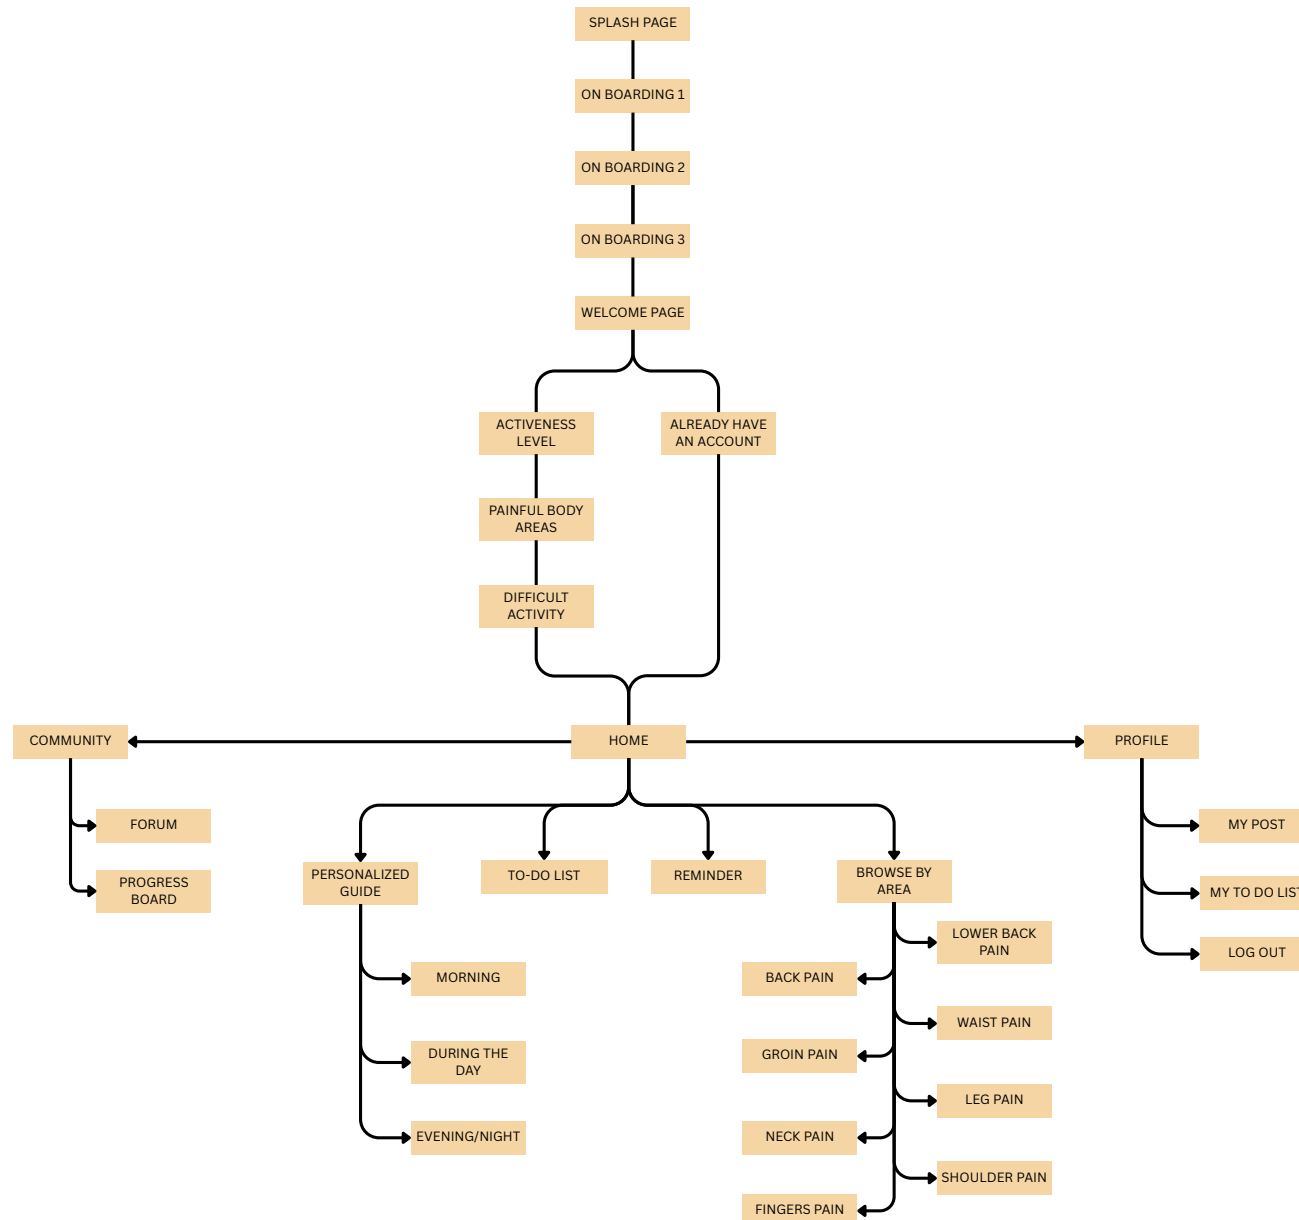 SPLASH PAGE
ON BOARDING 1
ON BOARDING 2
ON BOARDING 3
WELCOME PAGE
ACTIVENESS
LEVEL
ALREADY HAVE
AN ACCOUNT
PAINFUL BODY
AREAS
DIFFICULT
ACTIVITY
COMMUNITY
HOME
PROFILE
FORUM
PROGRESS
BOARD
PERSONALIZED
GUIDE
TO-DO LIST
REMINDER
BROWSE BY
AREA
MY POST
MY TO DO LIST
LOG OUT
MORNING
DURING THE
DAY
EVENING/NIGHT
LOWER BACK
PAIN
BACK PAIN
WAIST PAIN
GROIN PAIN
LEG PAIN
NECK PAIN
SHOULDER PAIN
FINGERS PAIN